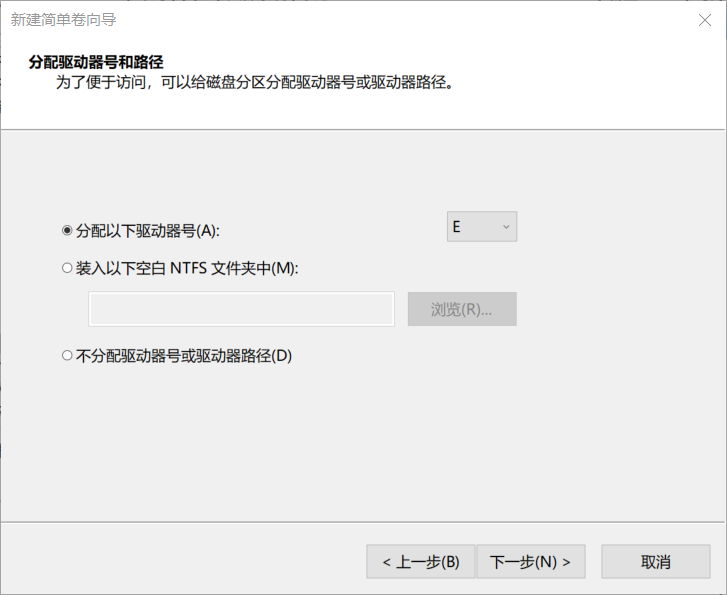 新建简单卷向导
分配驱动器号和路径
为了便于访问，可以给磁盘分区分配驱动器号或驱动器路径。
分配以下驱动器号(A):
E
装入以下空白 NTFS 文件夹中(M):
浏览(R)...
不分配驱动器号或驱动器路径(D)
< 上一步(B)
下一步(N) >
取消